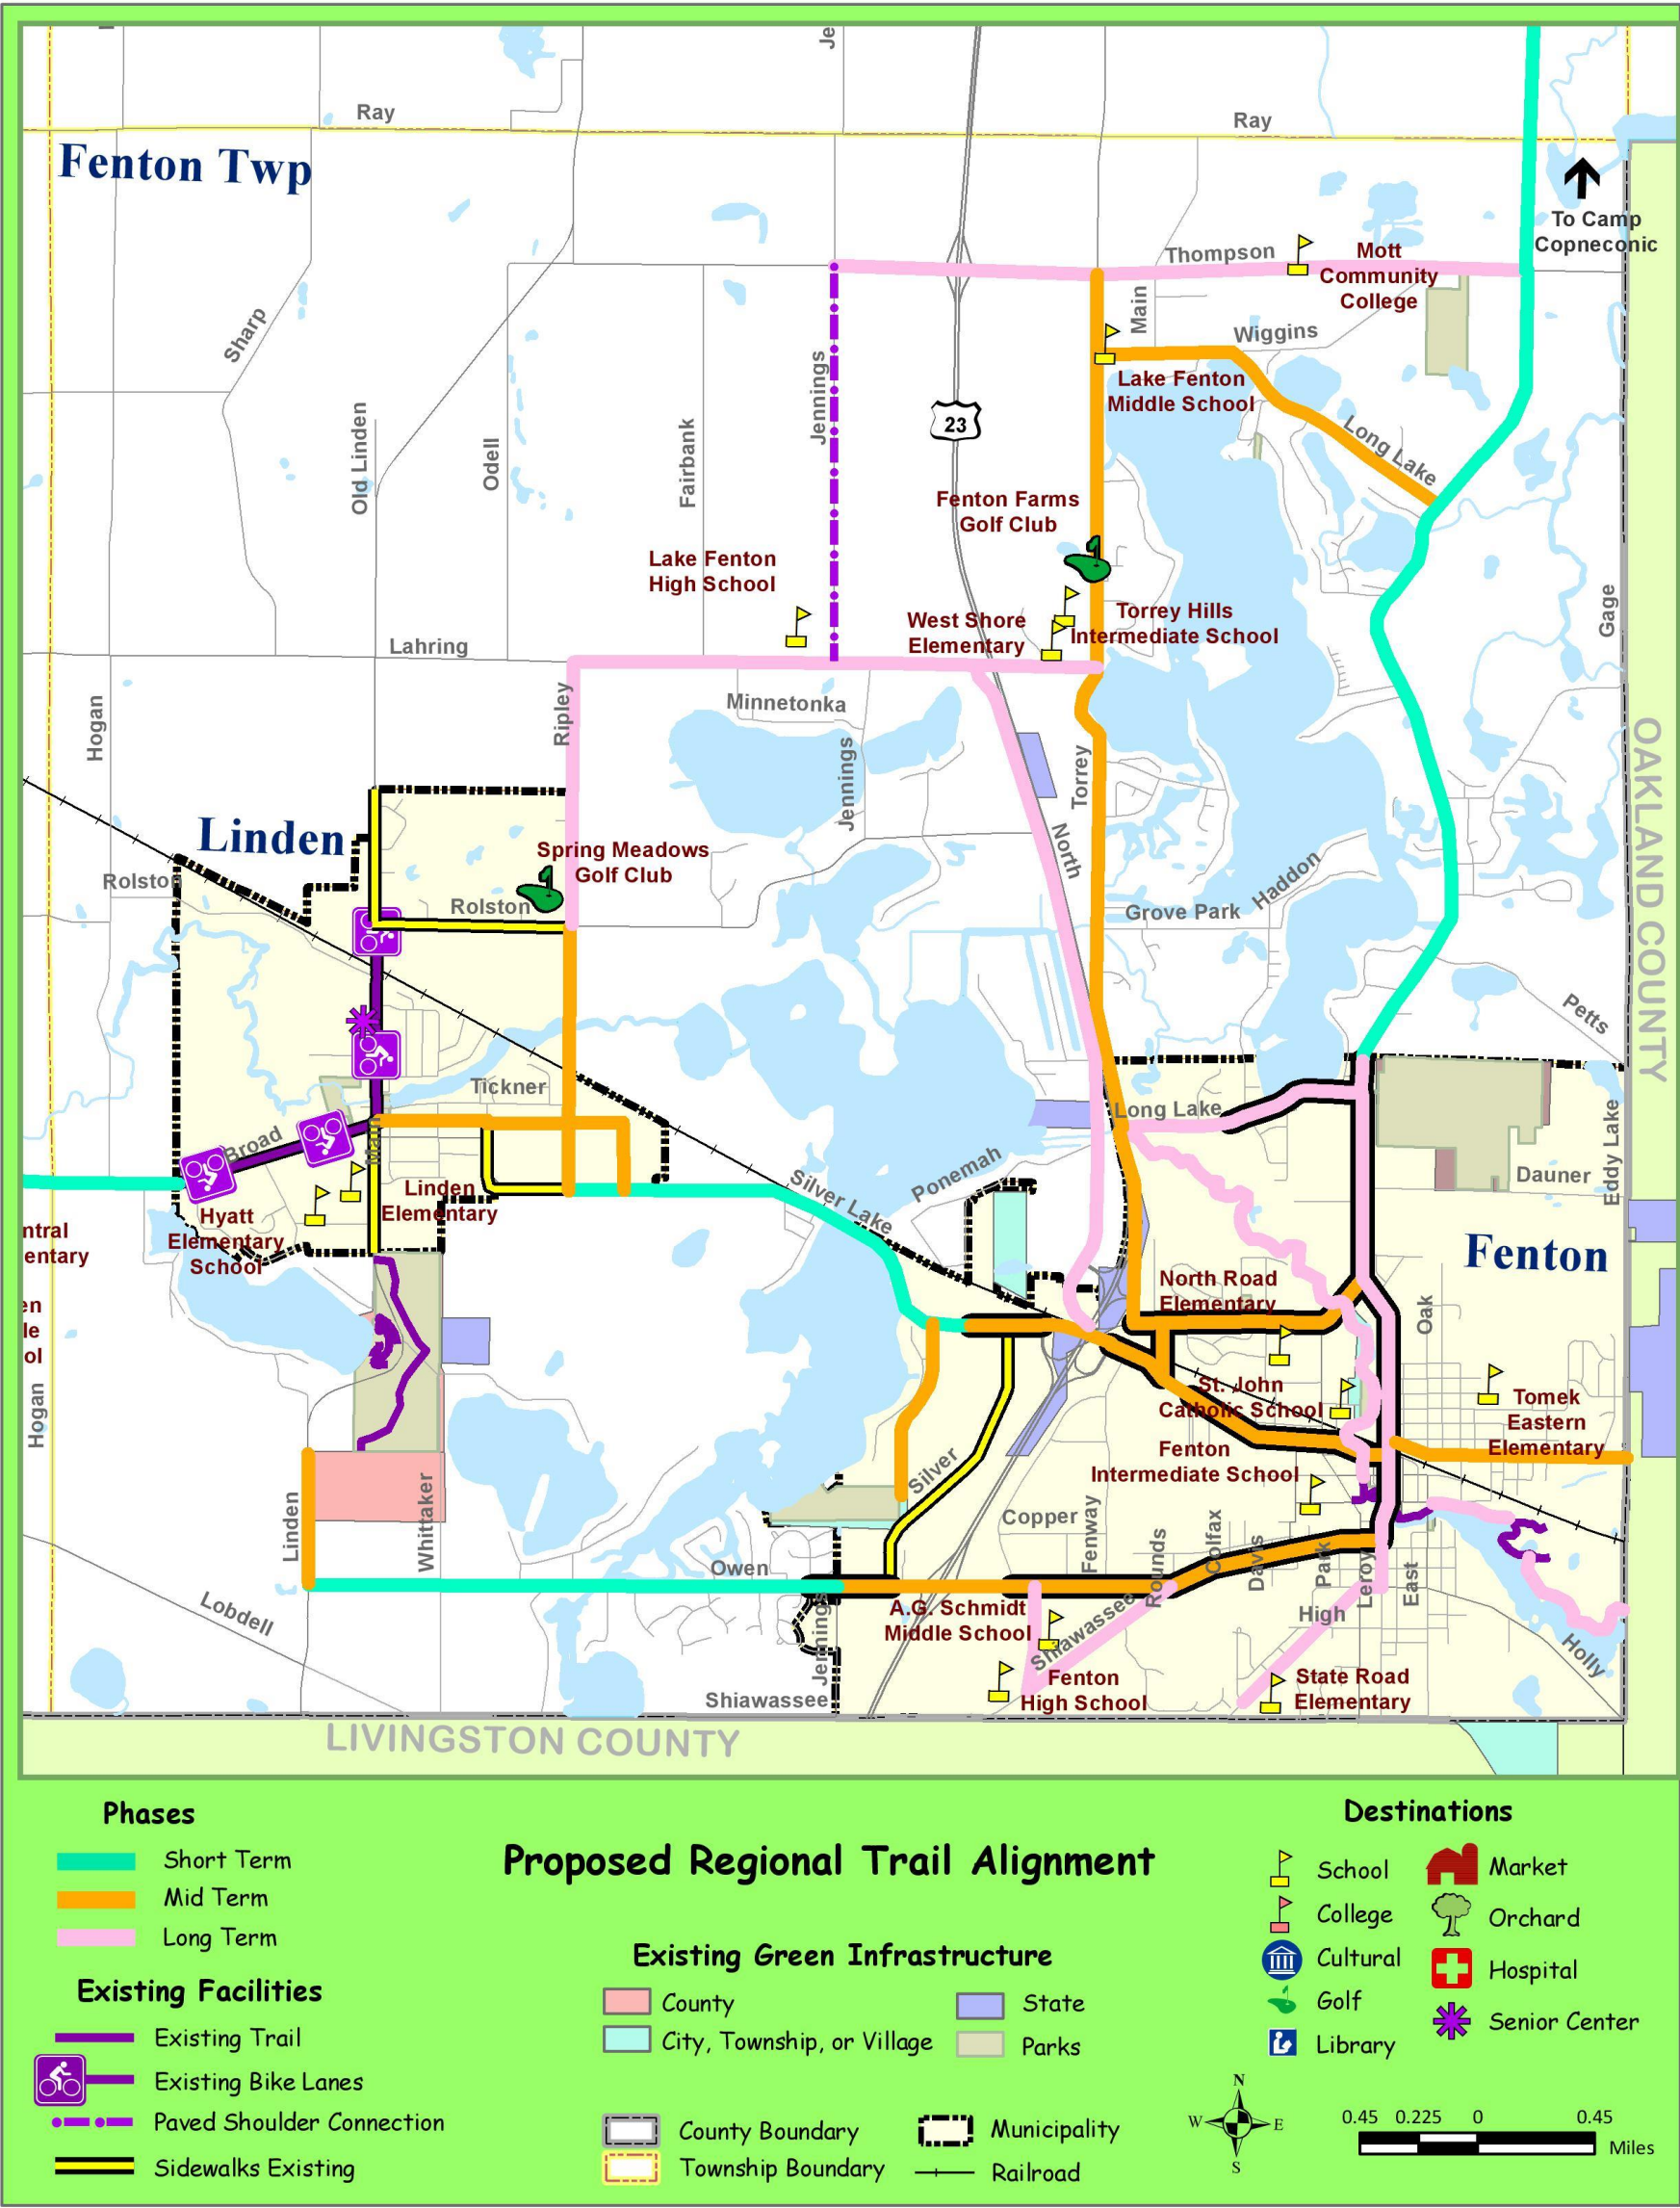 Je
Ray
Ray
Fenton Twp
To Camp
Copneconic
Thompson
Mott
Community
College
Sharp
Main
Wiggins
Jennings
Lake Fenton
Middle School
23
Old Linden
Odell
Fairbank
Long Lake
Fenton Farms
Golf Club
Lake Fenton
High School
West Shore
Elementary
Torrey Hills
Intermediate School
Gage
Lahring
Hogan
Ripley
Minnetonka
Jennings
Torrey
OAKLAND COUNTY
Linden
North
Spring Meadows
Golf Club
Rolston
Rolston
Haddon
Grove Park
Petts
Tickner
Long Lake
Broad
Main
Ponemah
Silver Lake
Dauner
Eddy Lake
Linden
Elementary
Hyatt
Elementary
School
ntral
entary
en
le
ol
Fenton
North Road
Elementary
Oak
Hogan
St. John
Catholic School
Tomek
Eastern
Elementary
Fenton
Intermediate School
Silver
Linden
Whittaker
Copper
Fenway
Rounds
Colfax
Davis
Park
Leroy
East
Owen
Lobdell
Jennings
A.G. Schmidt
Middle School
Shiawassee
High
Holly
Fenton
High School
State Road
Elementary
Shiawassee
LIVINGSTON COUNTY
Phases
Short Term
Mid Term
Long Term
Existing Facilities
Existing Trail
Existing Bike Lanes
Paved Shoulder Connection
Sidewalks Existing
Proposed Regional Trail Alignment
Existing Green Infrastructure
County
State
City, Township, or Village
Parks
County Boundary
Municipality
Township Boundary
Railroad
Destinations
School
Market
College
Orchard
Cultural
Hospital
Golf
Senior Center
Library
N
W
E
S
0.45 0.225 0 0.45
Miles